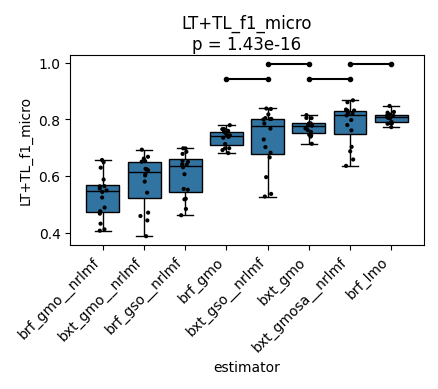 LT+TL_f1_micro
p = 1.43e-16
LT+TL_f1_micro
1.0
0.8
0.6
0.4
brf_gmo__nrlmf
bxt_gmo__nrlmf
brf_gso__nrlmf
brf_gmo
bxt_gso__nrlmf
bxt_gmo
bxt_gmosa__nrlmf
brf_lmo
estimator